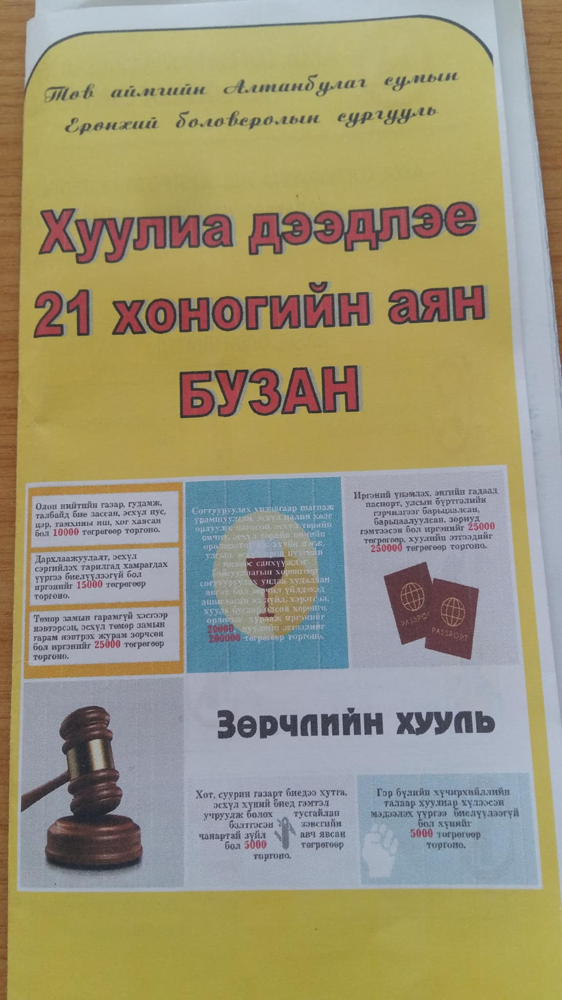 Төв аймгийн Алтанбулаг сумын
Ерөнхий боловсролын сургууль
Хуулиа дээдлэе
21 хоногийн аян
БУЗАН
Олон нийтийн газар, гудамж,
талбайд бие зассан, эсхүл нус,
цэр, тамхины иш, хог хаясан
бол 10000 төгрөгөөр торгоно.
Дархлаажуулалт, эсхүл
сэргийлэх тарилгад хамрагдах
үүргээ биелүүлээгүй бол
иргэнийг 15000 төгрөгөөр
торгоно.
Төмөр замын гарамгүй хэсгээр
нэвтэрсэн, эсхүл төмөр замын
гарам нэвтрэх журам зөрчсөн
бол иргэнийг 25000 төгрөгөөр
торгоно.
Согтууруулах ундаагаар шагнаж
урамшуулсан, эсхүл цалин хөлс
орлуулж олгосон, эсхүл төрийн
өмчит, эсхүл төрийн өмчийн
улсын, эсхүл орон нутгийн
төсвөөс санхүүждэг
байгууллагын хөрөнгөөр
согтууруулах ундаа худалдан
авсан бол зөрчил үйлдэхэд
ашигласан эд зүйл, хэрэгсэл,
хууль бусаар олсон хөрөнгө,
орлогыг хурааж иргэнийг
20000, хуулийн этгээдийг
200000 төгрөгөөр торгоно.
Иргэний үнэмлэх, энгийн гадаад
паспорт, улсын бүртгэлийн
гэрчилгээг барьцаалсан,
барьцаалуулсан, зориуд
гэмтээсэн бол иргэнийг 25000
төгрөгөөр, хуулийн этгээдийг
250000 төгрөгөөр торгоно.
PASSPORT
PASSPORT
Зөрчлийн хууль
Хот, суурин газарт биедээ хутга,
эсхүл хүний биед гэмтэл
учруулж болох тусгайлан
бэлтгэсэн зэвсгийн
чанартай зүйл авч явсан
бол 5000 төгрөгөөр
торгоно.
Гэр бүлийн хүчирхийллийн
талаар хуулиар хүлээсэн
мэдээлэх үүргээ биелүүлээгүй
бол хүнийг
5000 төгрөгөөр
торгоно.